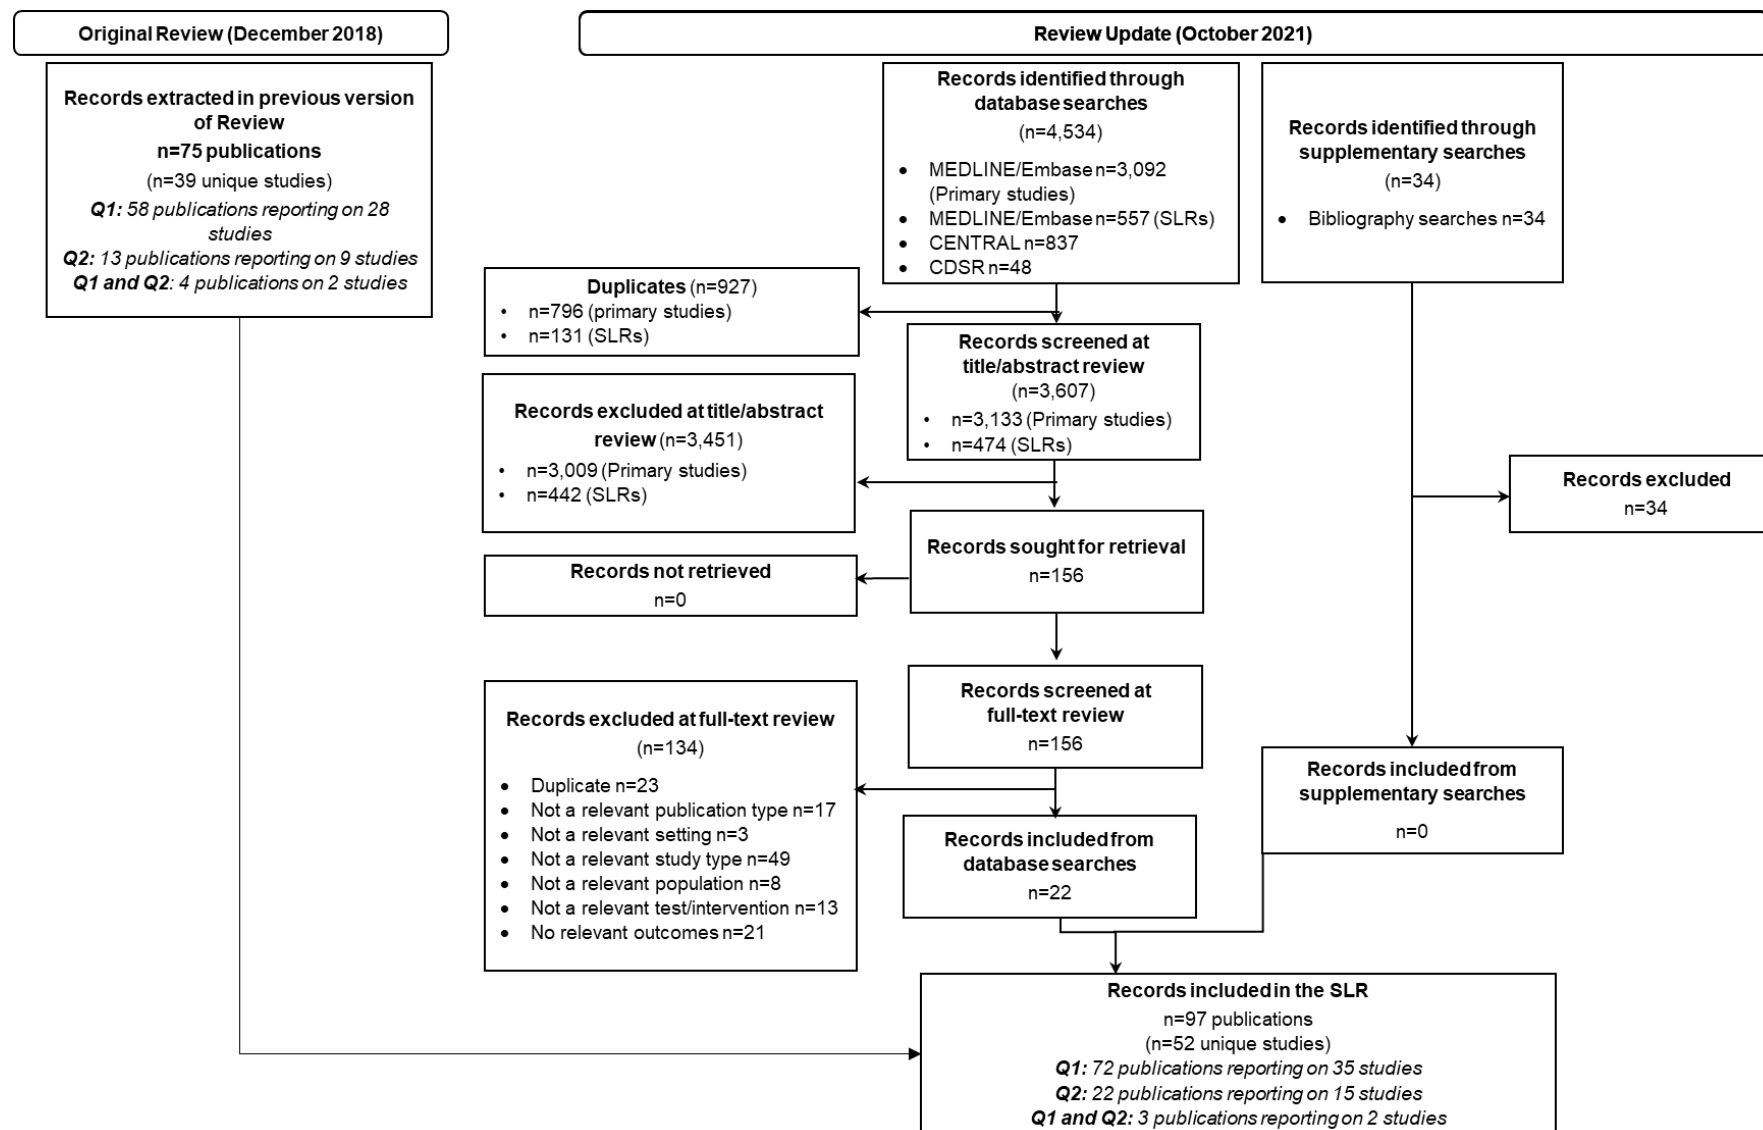 Original Review (December 2018)
Review Update (October 2021)
Records extracted in previous version
of Review
n=75 publications
(n=39 unique studies)
Q1: 58 publications reporting on 28
studies
Q2: 13 publications reporting on 9 studies
Q1 and Q2: 4 publications on 2 studies
Records identified through
database searches
(n=4,534)
• MEDLINE/Embase n=3,092
(Primary studies)
• MEDLINE/Embase n=557 (SLRs)
• CENTRAL n=837
• CDSR n=48
Records identified through
supplementary searches
(n=34)
• Bibliography searches n=34
Duplicates (n=927)
• n=796 (primary studies)
• n=131 (SLRs)
Records screened at
title/abstract review
(n=3,607)
• n=3,133 (Primary studies)
• n=474 (SLRs)
Records excluded at title/abstract
review (n=3,451)
• n=3,009 (Primary studies)
• n=442 (SLRs)
Records excluded
n=34
Records sought for retrieval
n=156
Records not retrieved
n=0
Records screened at
full-text review
n=156
Records excluded at full-text review
(n=134)
• Duplicate n=23
• Not a relevant publication type n=17
• Not a relevant setting n=3
• Not a relevant study type n=49
• Not a relevant population n=8
• Not a relevant test/intervention n=13
• No relevant outcomes n=21
Records included from
supplementary searches
n=0
Records included from
database searches
n=22
Records included in the SLR
n=97 publications
(n=52 unique studies)
Q1: 72 publications reporting on 35 studies
Q2: 22 publications reporting on 15 studies
Q1 and Q2: 3 publications reporting on 2 studies